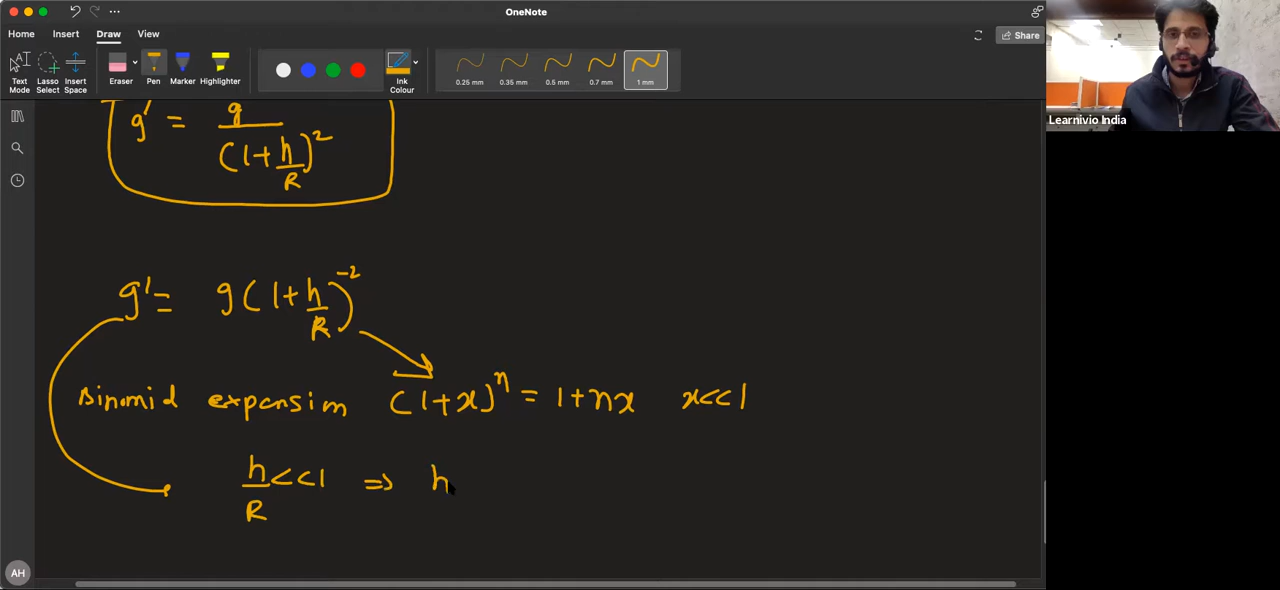 OneNote
Home Insert Draw View
Share
Text Mode Lasso Select Insert Space Eraser Pen Marker Highlighter Ink Colour 0.25 mm 0.35 mm 0.5 mm 0.7 mm 1 mm
Learnivio India
g' = g/(1+h/R)²
g' = g(1+h/R)⁻²
Binomial expansion (1+x)ⁿ = 1+nx x<<1
h/R <<1 ⇒ h
AH